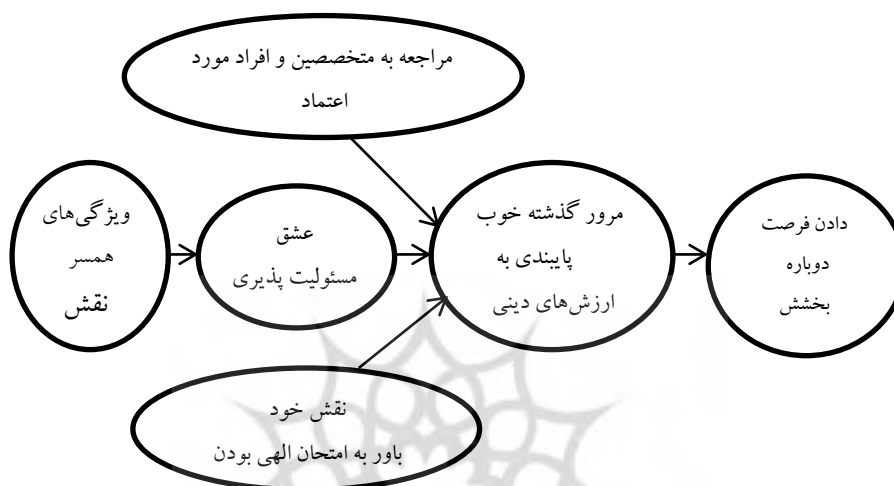 مراجعه به متخصصین و افراد مورد
اعتماد
ویژگی‌های
همسر
نقش
عشق
مسئولیت پذیری
مرور گذشته خوب
پایبندی به
ارزش‌های دینی
دادن فرصت
دوباره
بخشش
نقش خود
باور به امتحان الهی بودن